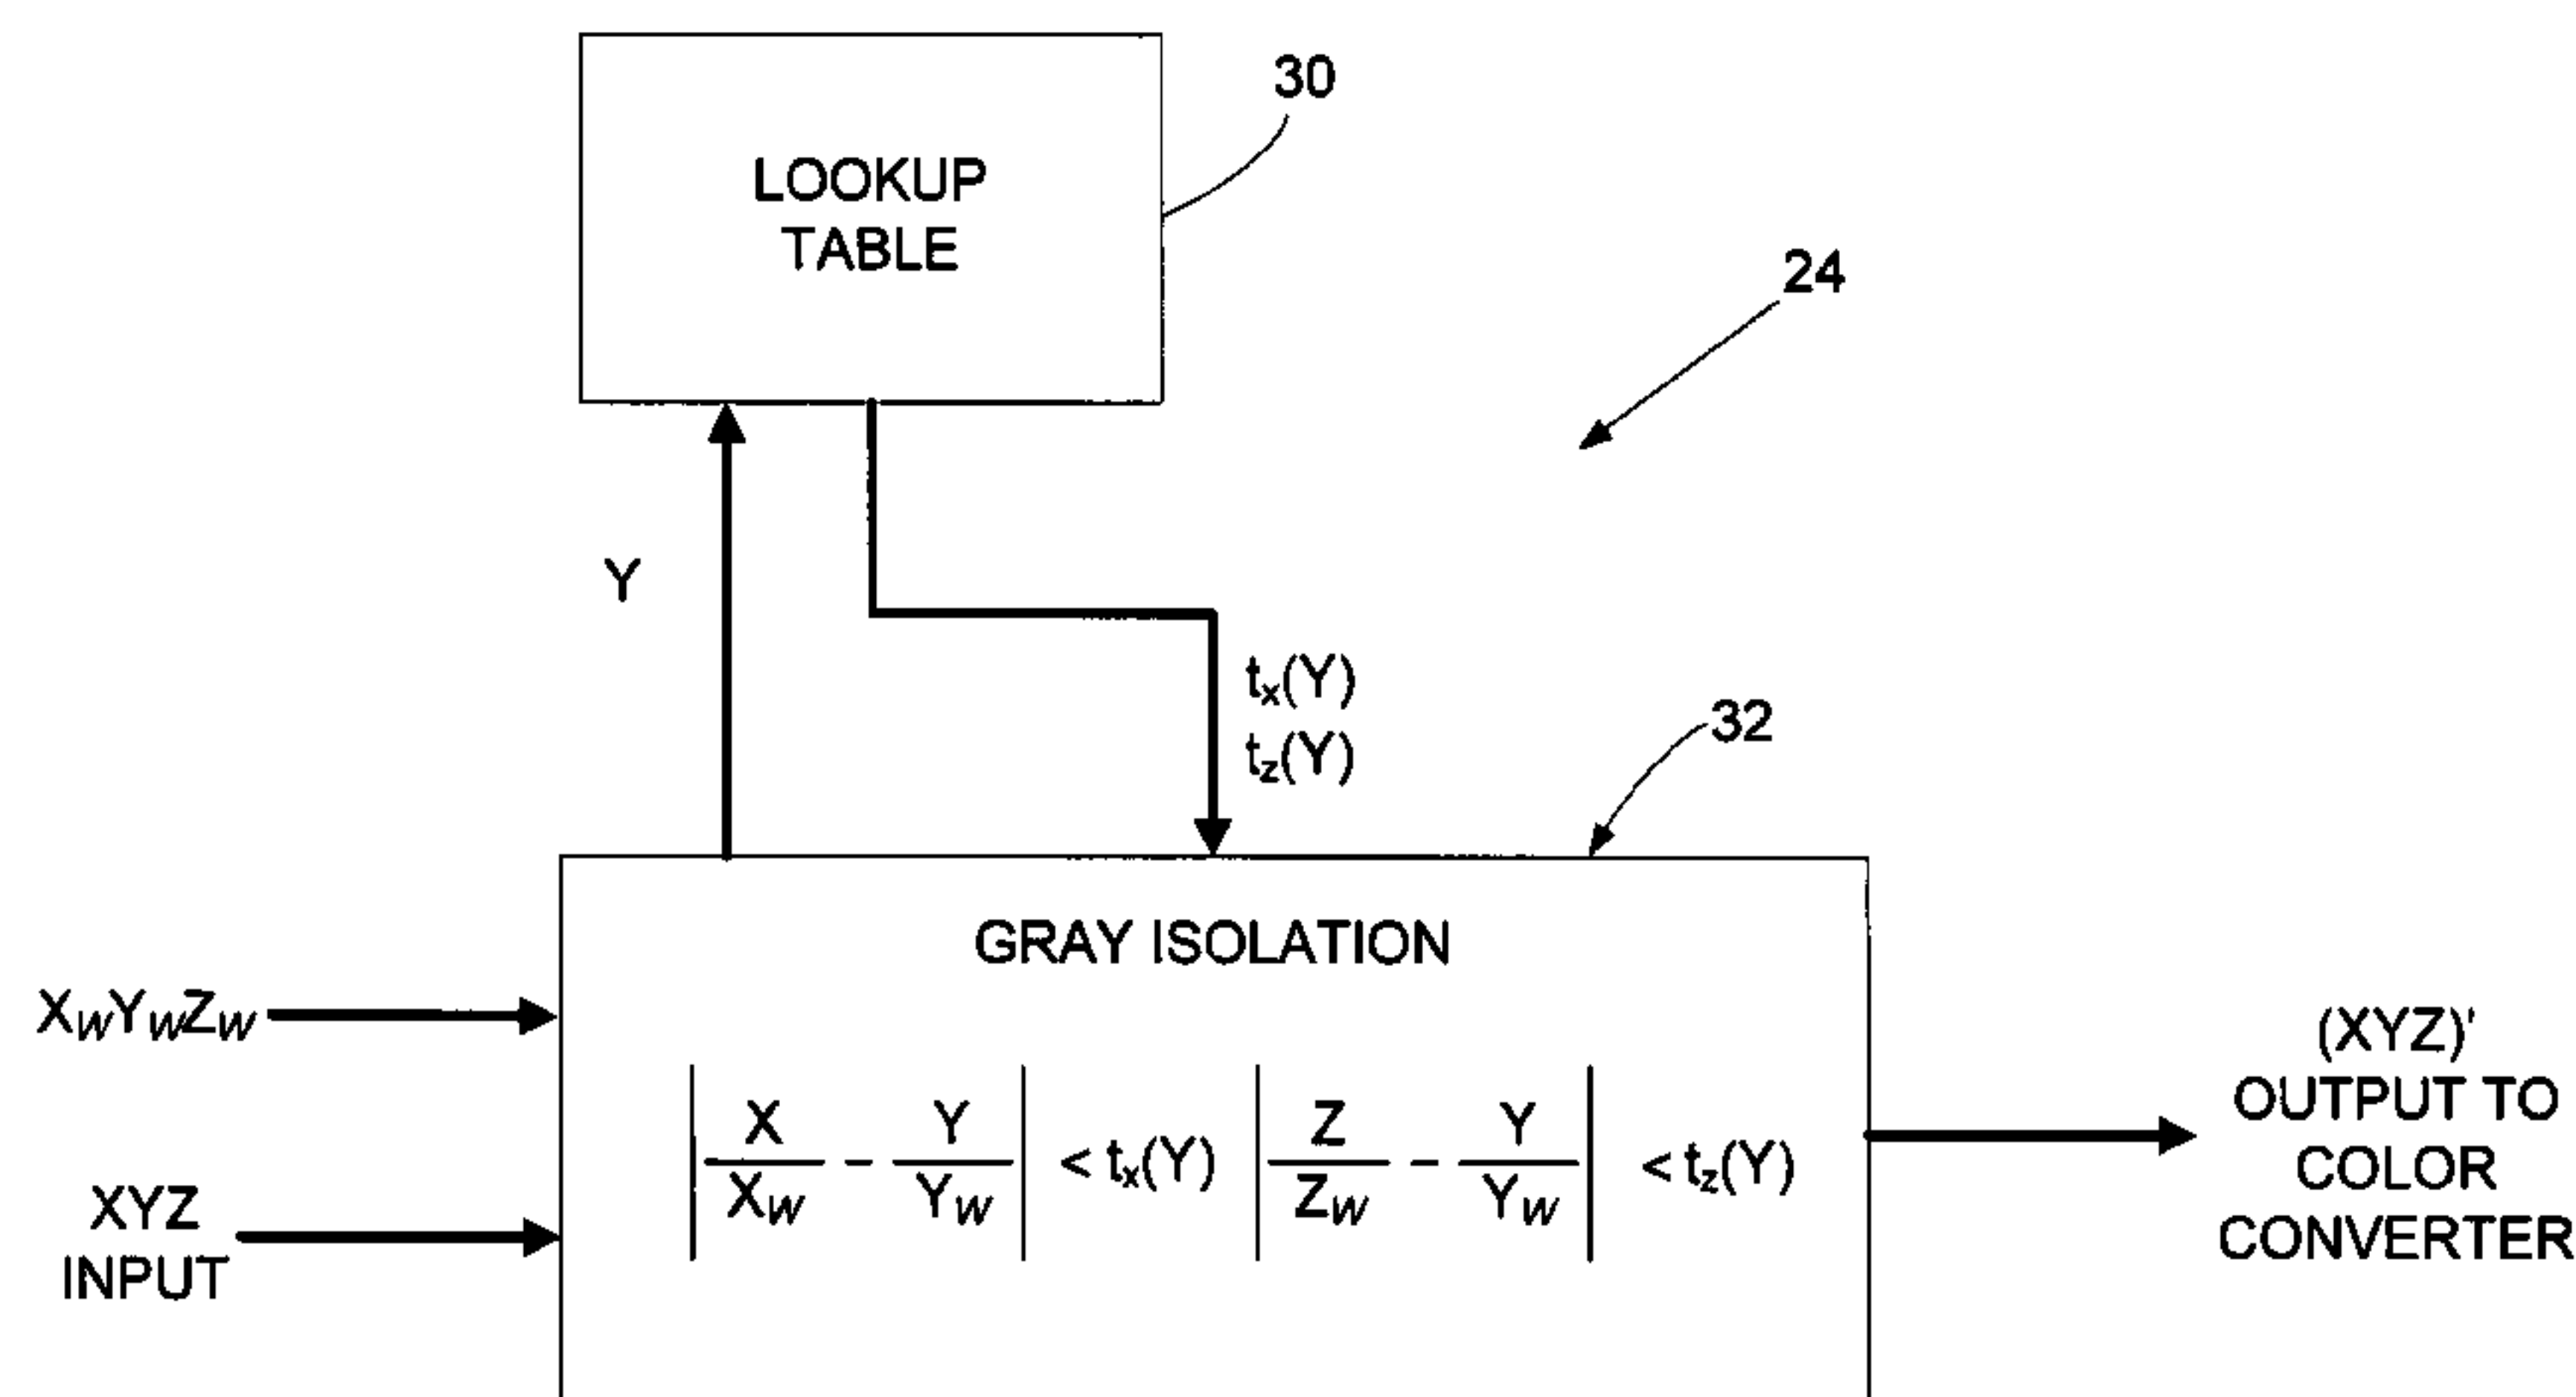 30
LOOKUP
TABLE
24
Y
tx(Y)
tz(Y)
32
GRAY ISOLATION
XWYWZW
XYZ
INPUT
| X/XW - Y/YW | < tx(Y) | Z/ZW - Y/YW | < tz(Y)
(XYZ)'
OUTPUT TO
COLOR
CONVERTER